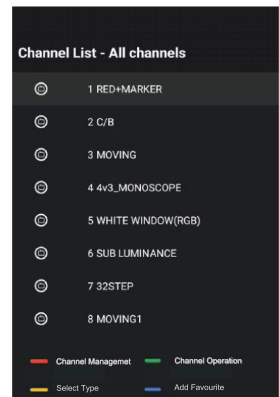 Channel List - All channels
1 RED+MARKER
2 C/B
3 MOVING
4 4v3_MONOSCOPE
5 WHITE WINDOW(RGB)
6 SUB LUMINANCE
7 32STEP
8 MOVING1
Channel Managemet Channel Operation
Select Type Add Favourite